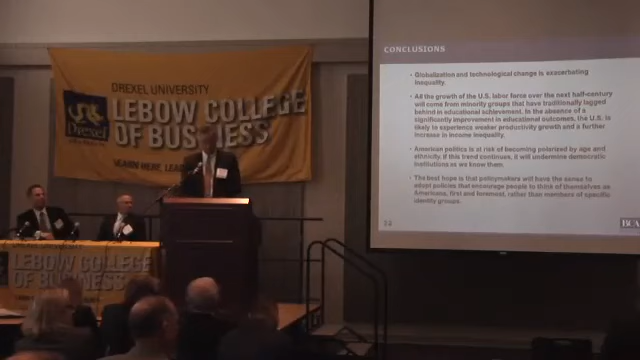 CONCLUSIONS
Globalization and technological change is exacerbating
inequality.
All the growth of the U.S. labor force over the next half-century
will come from minority groups that have traditionally lagged
behind in educational achievement. In the absence of a
significantly improvement in educational outcomes, the U.S. is
likely to experience weaker productivity growth and a further
increase in income inequality.
American politics is at risk of becoming polarized by age and
ethnicity. If this trend continues, it will undermine democratic
institutions as we know them.
The best hope is that policymakers will have the sense to
adopt policies that encourage people to think of themselves as
Americans, first and foremost, rather than members of specific
identity groups.
BCA
DREXEL UNIVERSITY
LEBOW COLLEGE
OF BUSINESS
LEARN HERE. LEAD
Drexel
LEBOW COLLEGE
OF BUSINESS